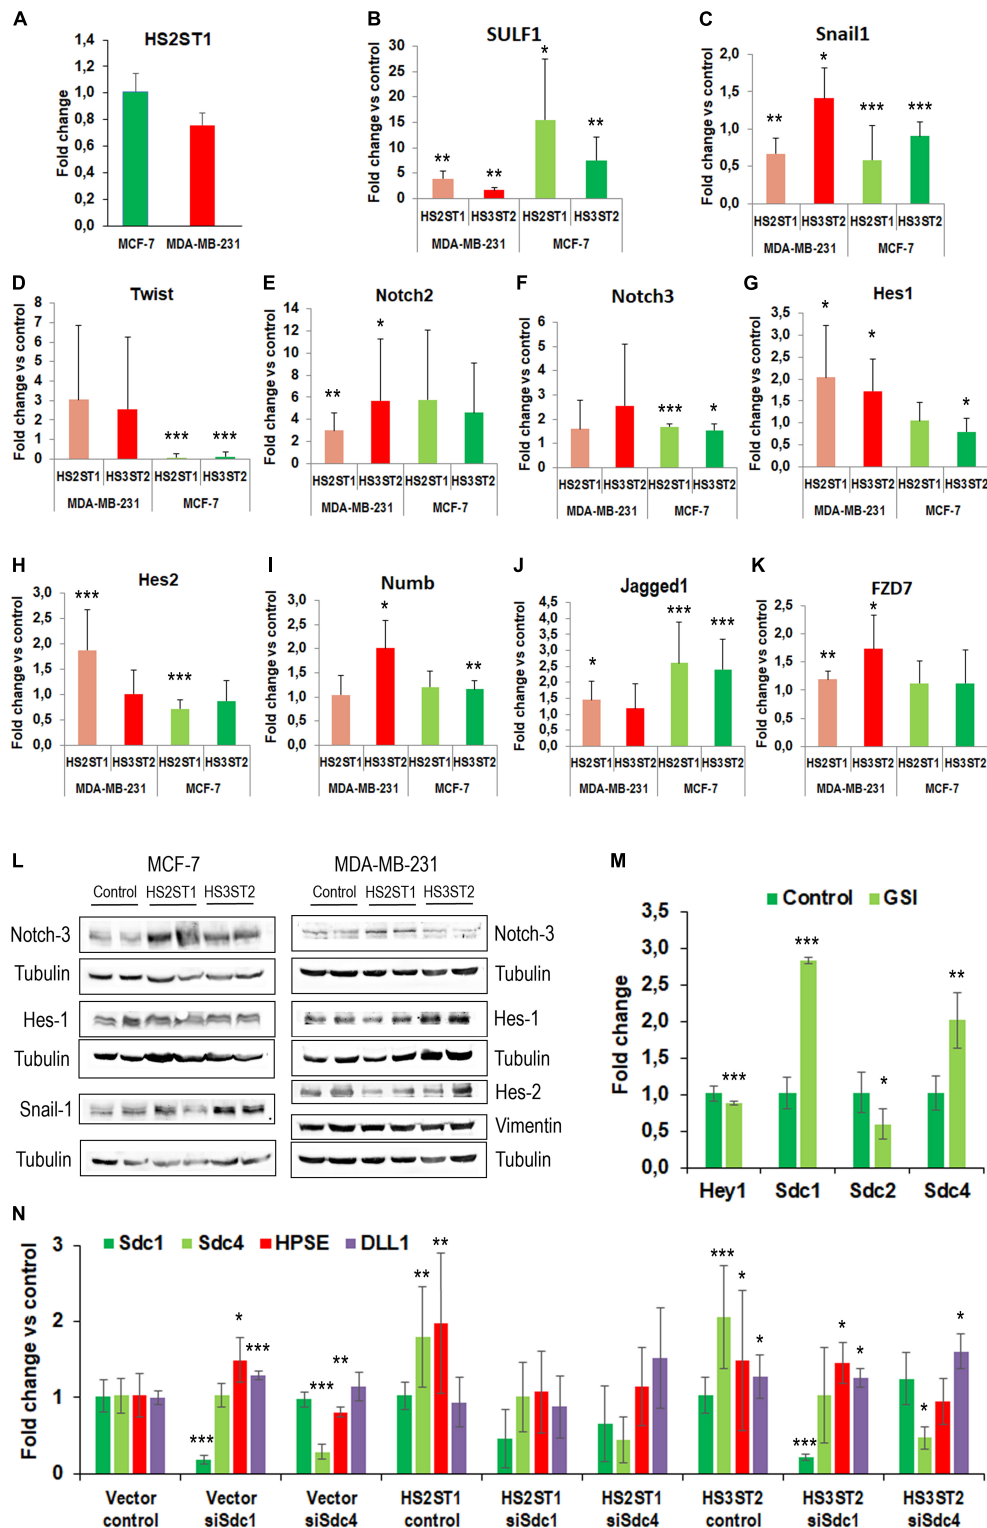 A
HS2ST1
Fold change
1,4
1,2
1,0
0,8
0,6
0,4
0,2
0,0
MCF-7 MDA-MB-231
B
SULF1
Fold change vs control
30
25
20
15
10
5
0
** ** * **
HS2ST1 HS3ST2 HS2ST1 HS3ST2
MDA-MB-231 MCF-7
C
Snail1
Fold change vs control
2,0
1,5
1,0
0,5
0,0
** * *** ***
HS2ST1 HS3ST2 HS2ST1 HS3ST2
MDA-MB-231 MCF-7
D
Twist
Fold change vs control
8
7
6
5
4
3
2
1
0
*** ***
HS2ST1 HS3ST2 HS2ST1 HS3ST2
MDA-MB-231 MCF-7
E
Notch2
Fold change vs control
14
12
10
8
6
4
2
0
** *
HS2ST1 HS3ST2 HS2ST1 HS3ST2
MDA-MB-231 MCF-7
F
Notch3
Fold change vs control
6
5
4
3
2
1
0
*** *
HS2ST1 HS3ST2 HS2ST1 HS3ST2
MDA-MB-231 MCF-7
G
Hes1
Fold change vs control
3,5
3,0
2,5
2,0
1,5
1,0
0,5
0,0
* * *
HS2ST1 HS3ST2 HS2ST1 HS3ST2
MDA-MB-231 MCF-7
H
Hes2
Fold change vs control
3,0
2,5
2,0
1,5
1,0
0,5
0,0
*** ***
HS2ST1 HS3ST2 HS2ST1 HS3ST2
MDA-MB-231 MCF-7
I
Numb
Fold change vs control
3,0
2,5
2,0
1,5
1,0
0,5
0,0
* **
HS2ST1 HS3ST2 HS2ST1 HS3ST2
MDA-MB-231 MCF-7
J
Jagged1
Fold change vs control
4,5
4,0
3,5
3,0
2,5
2,0
1,5
1,0
0,5
0,0
* *** ***
HS2ST1 HS3ST2 HS2ST1 HS3ST2
MDA-MB-231 MCF-7
K
FZD7
Fold change vs control
2,5
2,0
1,5
1,0
0,5
0,0
** *
HS2ST1 HS3ST2 HS2ST1 HS3ST2
MDA-MB-231 MCF-7
L
MCF-7
Control HS2ST1 HS3ST2
Notch-3
Tubulin
Hes-1
Tubulin
Snail-1
Tubulin
MDA-MB-231
Control HS2ST1 HS3ST2
Notch-3
Tubulin
Hes-1
Tubulin
Hes-2
Vimentin
Tubulin
M
Control GSI
Fold change
3,5
3,0
2,5
2,0
1,5
1,0
0,5
0,0
*** *** * **
Hey1 Sdc1 Sdc2 Sdc4
N
Sdc1 Sdc4 HPSE DLL1
Fold change vs control
3
2
1
0
*** * *** *** ** ** ** *** * * *** * * * *
Vector control
Vector siSdc1
Vector siSdc4
HS2ST1 control
HS2ST1 siSdc1
HS2ST1 siSdc4
HS3ST2 control
HS3ST2 siSdc1
HS3ST2 siSdc4